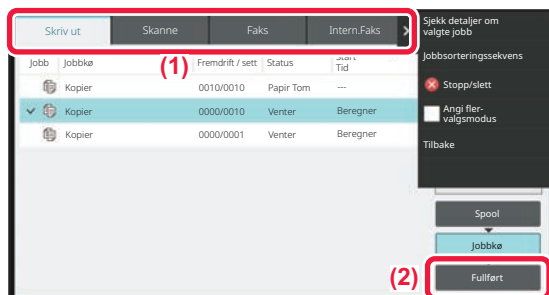 Skriv ut Skanne Faks Intern.Faks
(1)
Jobb Jobbkø Fremdrift / sett Status Start
Tid
Kopier 0010/0010 Papir Tom ---
Kopier 0000/0010 Venter Beregner
Kopier 0000/0001 Venter Beregner
Sjekk detaljer om
valgte jobb
Jobbsorteringssekvens
Stopp/slett
Angi fler-
valgsmodus
Tilbake
Spool
Jobbkø
(2)
Fullført